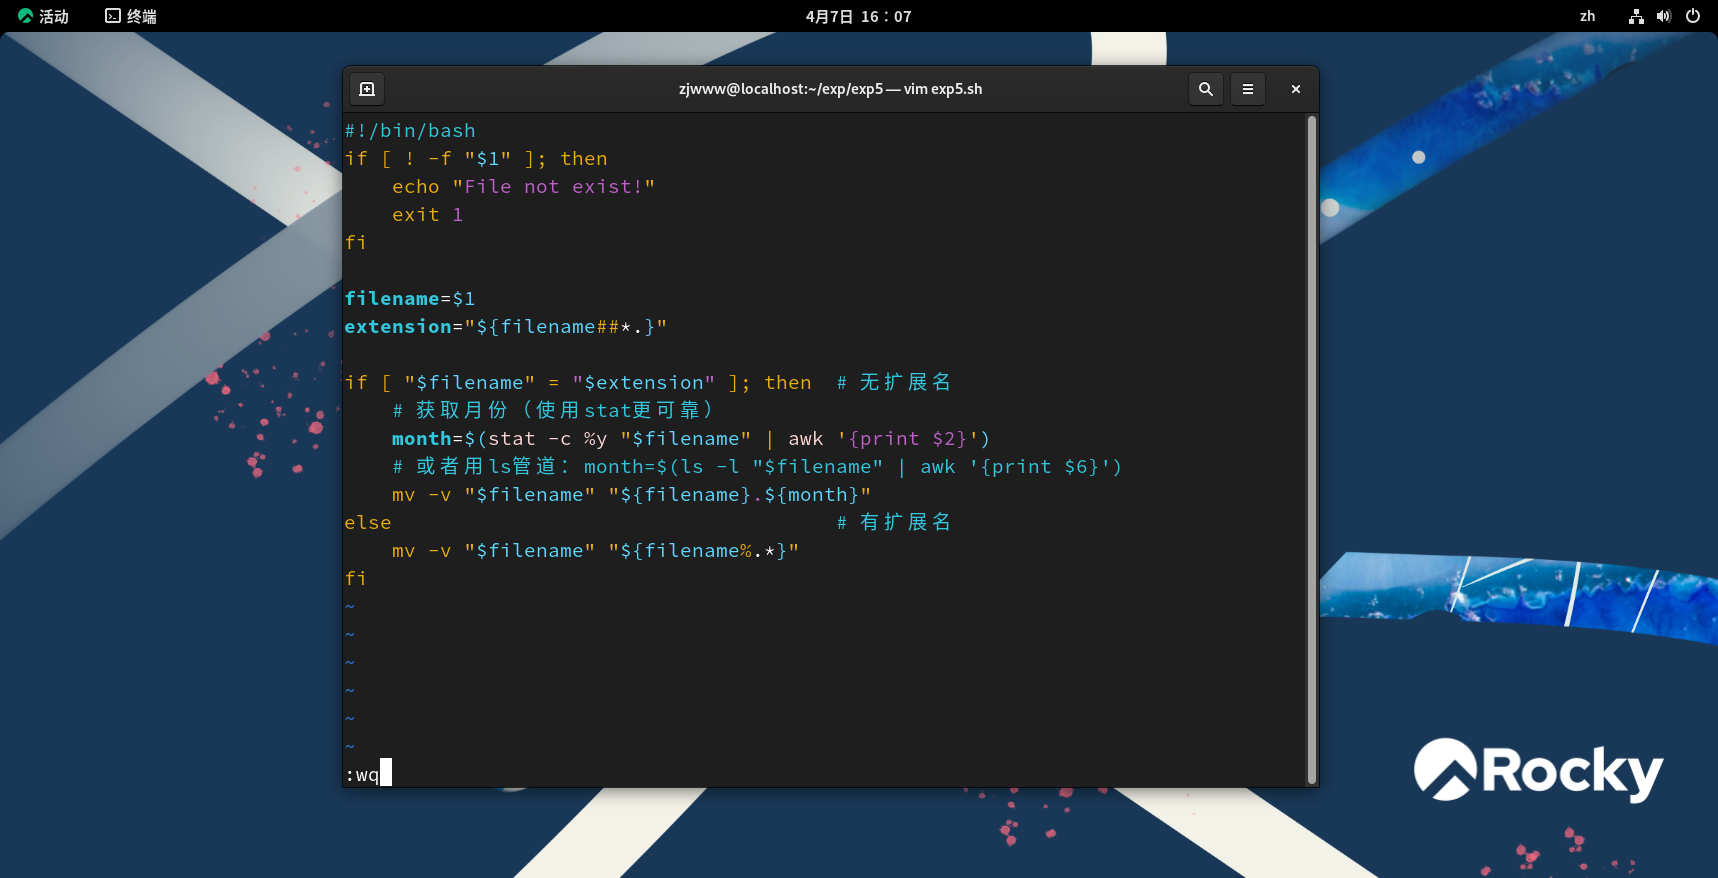 活动 终端 4月7日 16：07 zh
zjwww@localhost:~/exp/exp5 — vim exp5.sh
#!/bin/bash
if [ ! -f "$1" ]; then
    echo "File not exist!"
    exit 1
fi

filename=$1
extension="${filename##*.}"

if [ "$filename" = "$extension" ]; then  # 无扩展名
    # 获取月份（使用stat更可靠）
    month=$(stat -c %y "$filename" | awk '{print $2}')
    # 或者用ls管道：month=$(ls -l "$filename" | awk '{print $6}')
    mv -v "$filename" "${filename}.${month}"
else                                     # 有扩展名
    mv -v "$filename" "${filename%.*}"
fi
~
~
~
~
~
~
:wq
Rocky